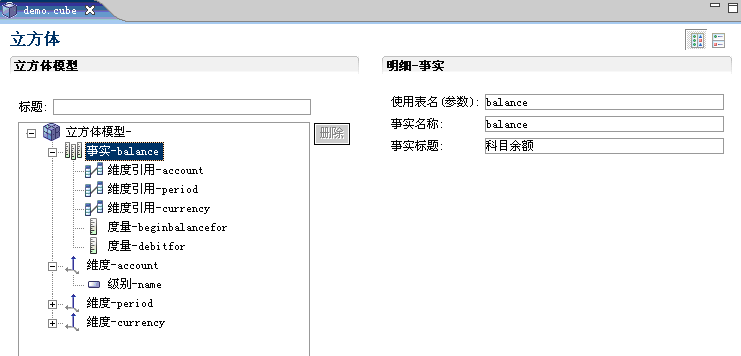 demo.cube
立方体
立方体模型
明细-事实
标题:
使用表名(参数): balance
事实名称: balance
事实标题: 科目余额
立方体模型-
删除
事实-balance
维度引用-account
维度引用-period
维度引用-currency
度量-beginbalancefor
度量-debitfor
维度-account
级别-name
维度-period
维度-currency